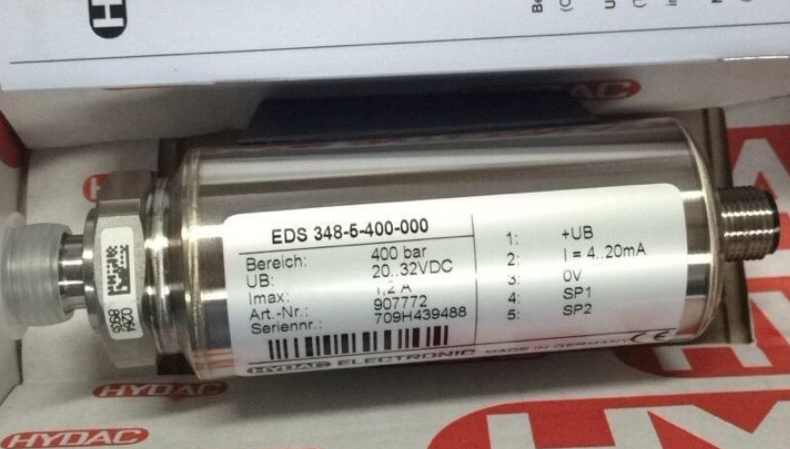 HYDAC
EDS 348-5-400-000
Bereich: 400 bar
UB: 20..32VDC
Imax: 1,2 A
Art.-Nr.: 907772
Seriennr.: 709H439488
1: +UB
2: I = 4..20mA
3: 0V
4: SP1
5: SP2
HYDAC ELECTRONIC MADE IN GERMANY CE
HYDAC
HYDAC